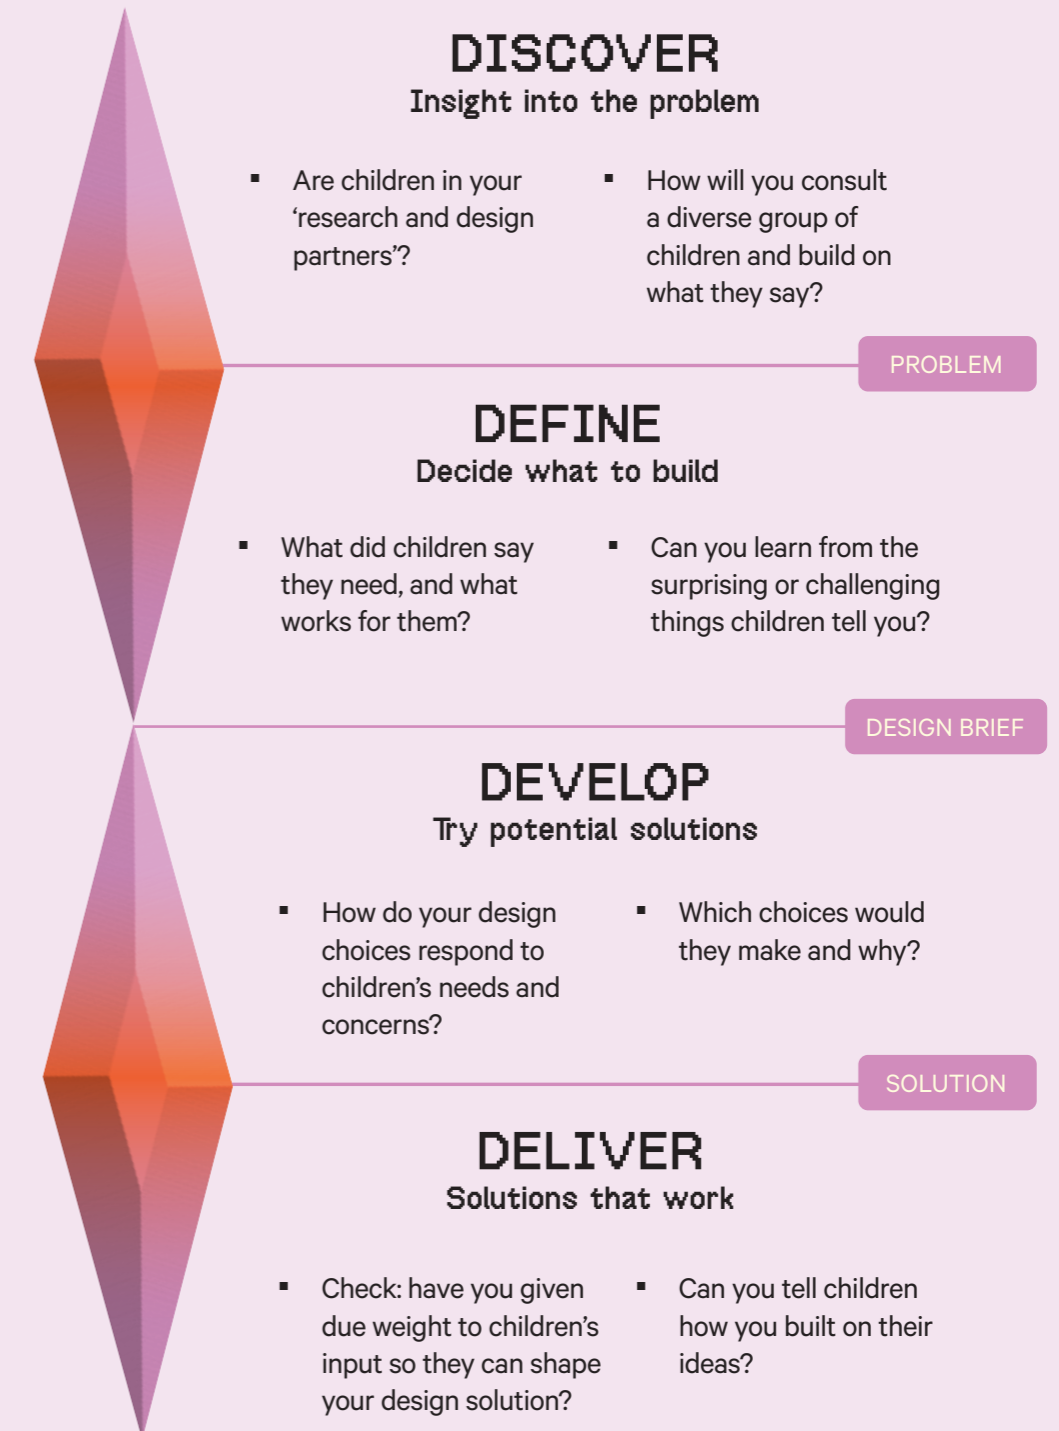 DISCOVER
Insight into the problem
▪ Are children in your
‘research and design
partners’?
▪ How will you consult
a diverse group of
children and build on
what they say?
PROBLEM
DEFINE
Decide what to build
▪ What did children say
they need, and what
works for them?
▪ Can you learn from the
surprising or challenging
things children tell you?
DESIGN BRIEF
DEVELOP
Try potential solutions
▪ How do your design
choices respond to
children’s needs and
concerns?
▪ Which choices would
they make and why?
SOLUTION
DELIVER
Solutions that work
▪ Check: have you given
due weight to children’s
input so they can shape
your design solution?
▪ Can you tell children
how you built on their
ideas?